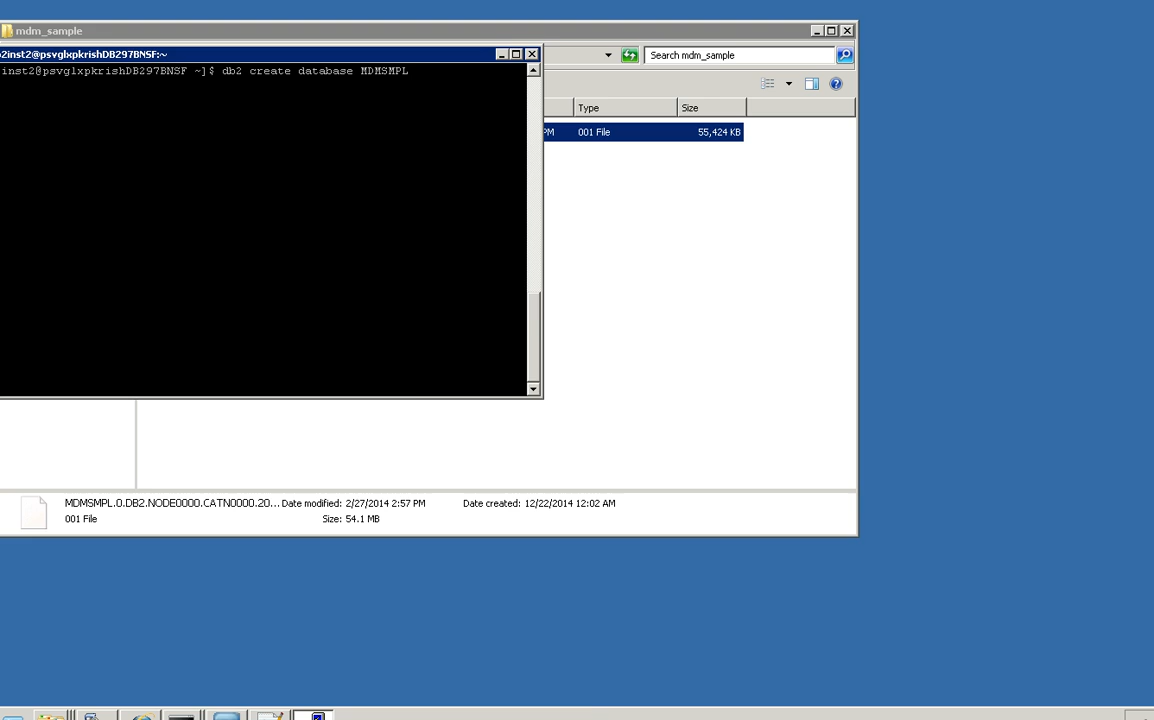 mdm_sample
2inst2@psvglxpkrishDB297BNSF:~
Search mdm_sample
inst2@psvglxpkrishDB297BNSF ~]$ db2 create database MDMSMPL
Type Size
PM 001 File 55,424 KB
MDMSMPL.0.DB2.NODE0000.CATN0000.20... Date modified: 2/27/2014 2:57 PM Date created: 12/22/2014 12:02 AM
001 File Size: 54.1 MB